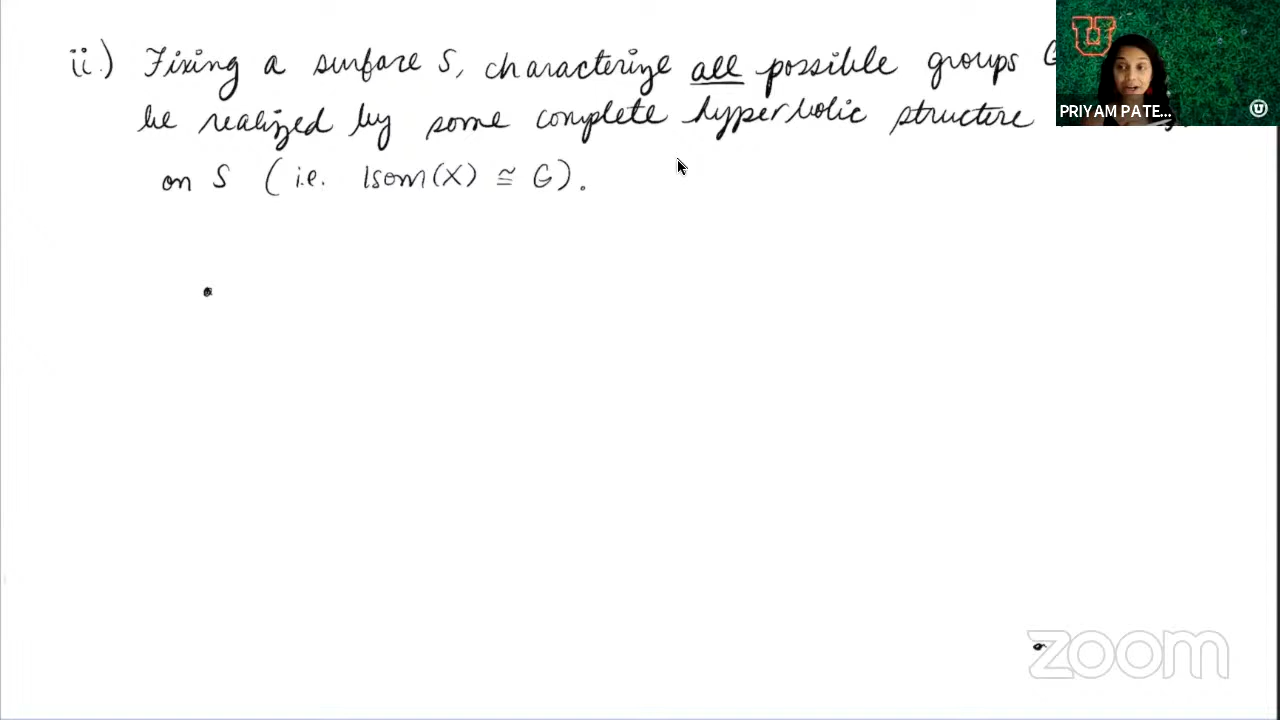 ii.) Fixing a surface S, characterize all possible groups G
be realized by some complete hyperbolic structure
on S (i.e. Isom(X) ≅ G).
PRIYAM PATE...
U
zoom